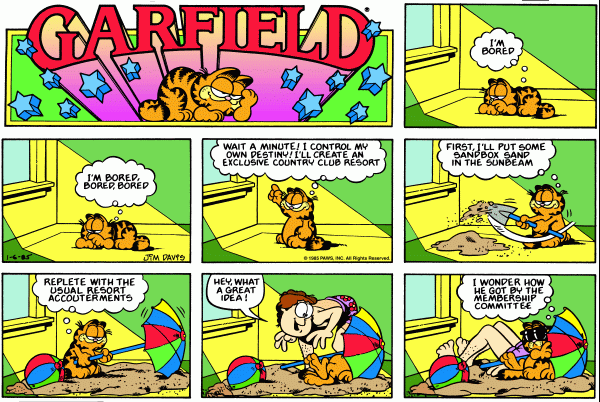 GARFIELD
®
I'M
BORED
I'M BORED,
BORED, BORED
1-6-85
JIM DAVIS
WAIT A MINUTE! I CONTROL MY
OWN DESTINY! I'LL CREATE AN
EXCLUSIVE COUNTRY CLUB RESORT
© 1985 PAWS, INC. All Rights Reserved.
FIRST, I'LL PUT SOME
SANDBOX SAND
IN THE SUNBEAM
REPLETE WITH THE
USUAL RESORT
ACCOUTERMENTS
HEY, WHAT
A GREAT
IDEA!
I WONDER HOW
HE GOT BY THE
MEMBERSHIP
COMMITTEE